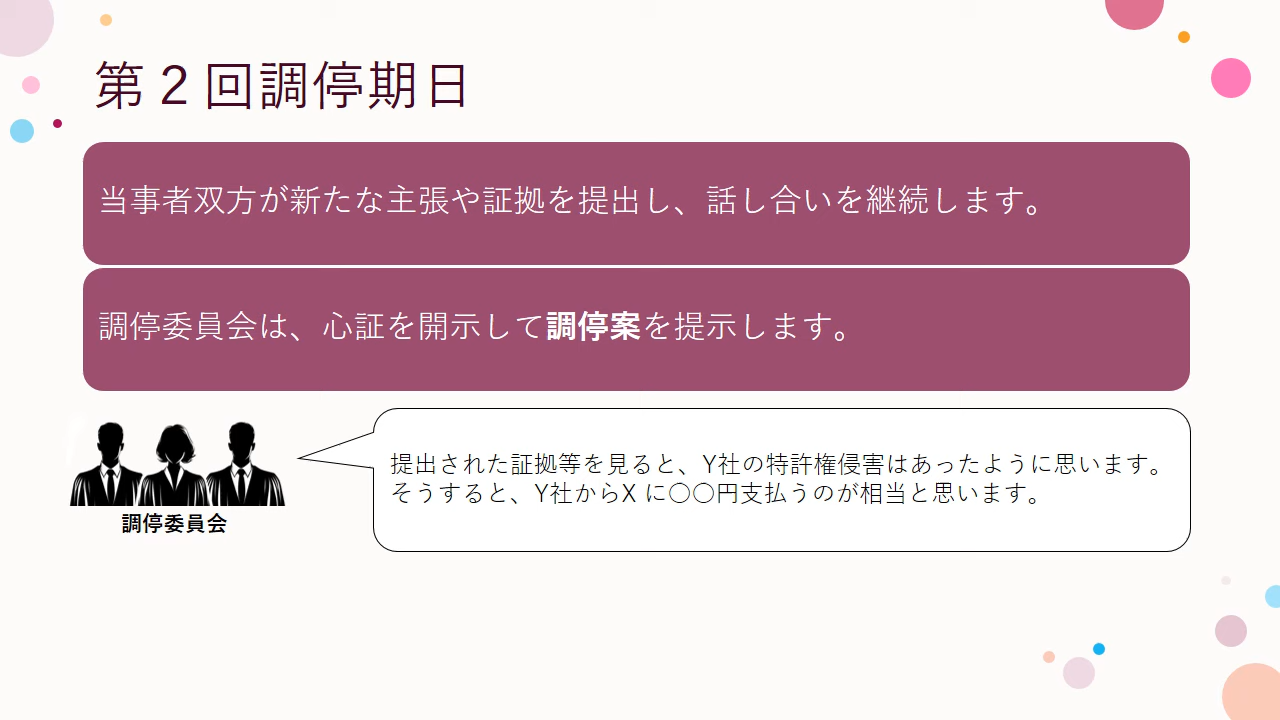 第２回調停期日
当事者双方が新たな主張や証拠を提出し、話し合いを継続します。
調停委員会は、心証を開示して調停案を提示します。
提出された証拠等を見ると、Y社の特許権侵害はあったように思います。
そうすると、Y社からX に〇〇円支払うのが相当と思います。
調停委員会